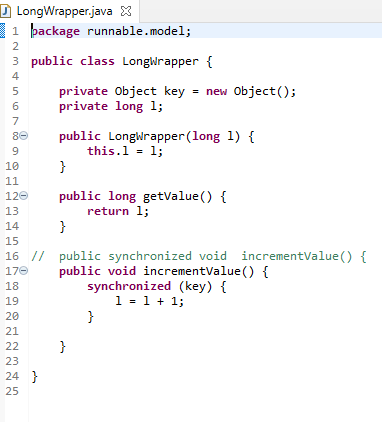 LongWrapper.java
1 package runnable.model;
2
3 public class LongWrapper {
4
5     private Object key = new Object();
6     private long l;
7
8     public LongWrapper(long l) {
9         this.l = l;
10     }
11
12     public long getValue() {
13         return l;
14     }
15
16 //  public synchronized void  incrementValue() {
17     public void incrementValue() {
18         synchronized (key) {
19             l = l + 1;
20         }
21
22     }
23
24 }
25